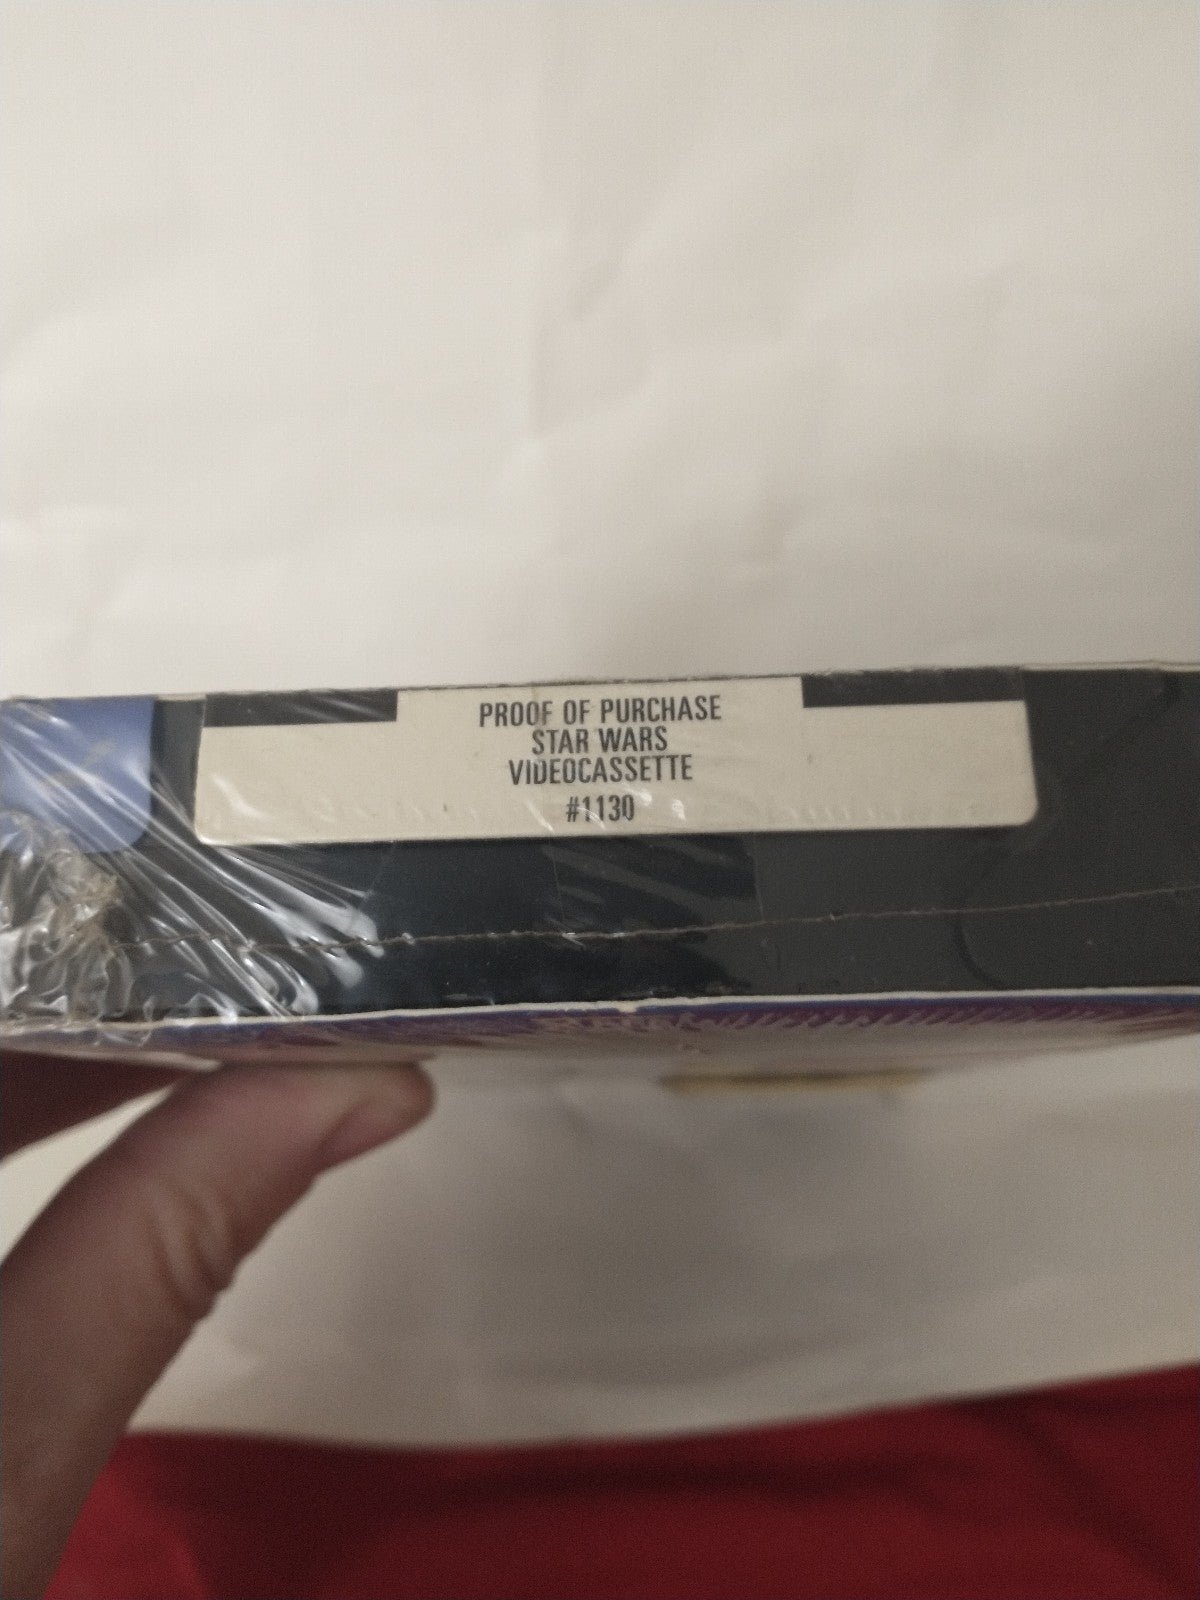 PROOF OF PURCHASE
STAR WARS
VIDEOCASSETTE
#1130